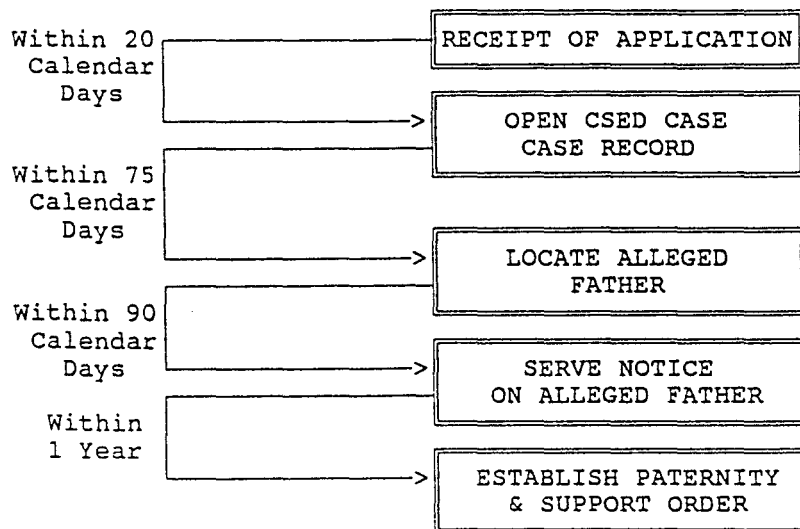 Within 20
Calendar
Days
RECEIPT OF APPLICATION
OPEN CSED CASE
CASE RECORD
Within 75
Calendar
Days
LOCATE ALLEGED
FATHER
Within 90
Calendar
Days
SERVE NOTICE
ON ALLEGED FATHER
Within
1 Year
ESTABLISH PATERNITY
& SUPPORT ORDER